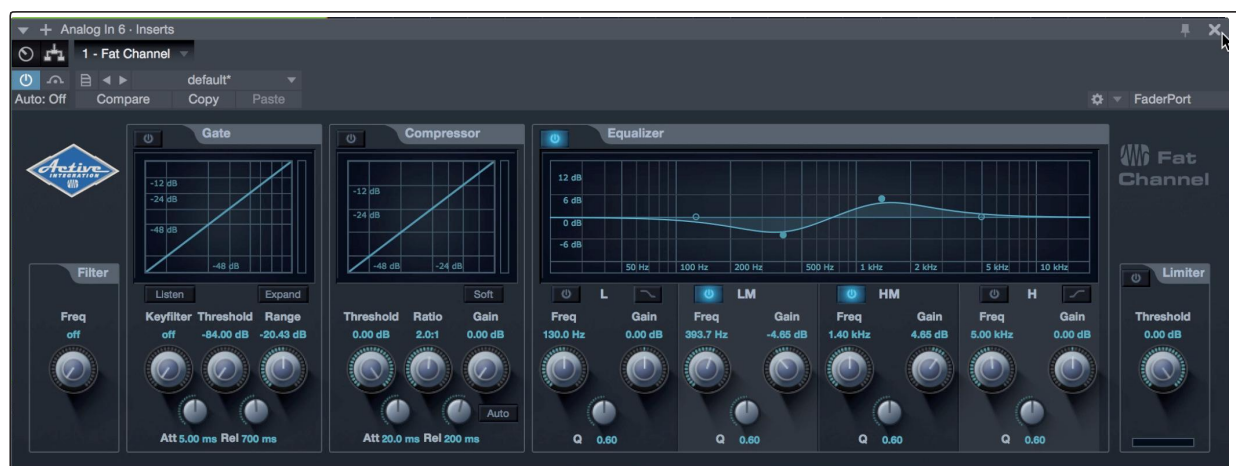 Analog In 6 · Inserts
1 - Fat Channel
default*
Auto: Off Compare Copy Paste FaderPort
Active
INTEGRATION
Gate
-12 dB
-24 dB
-48 dB
-48 dB
Listen Expand
Keyfilter Threshold Range
off -84.00 dB -20.43 dB
Att 5.00 ms Rel 700 ms
Compressor
-12 dB
-24 dB
-48 dB -24 dB
Soft
Threshold Ratio Gain
0.00 dB 2.0:1 0.00 dB
Auto
Att 20.0 ms Rel 200 ms
Equalizer
12 dB
6 dB
0 dB
-6 dB
50 Hz 100 Hz 200 Hz 500 Hz 1 kHz 2 kHz 5 kHz 10 kHz
L LM HM H
Freq Gain Freq Gain Freq Gain Freq Gain
130.0 Hz 0.00 dB 393.7 Hz -4.65 dB 1.40 kHz 4.65 dB 5.00 kHz 0.00 dB
Q 0.60 Q 0.60 Q 0.60 Q 0.60
Fat
Channel
Filter
Freq
off
Limiter
Threshold
0.00 dB